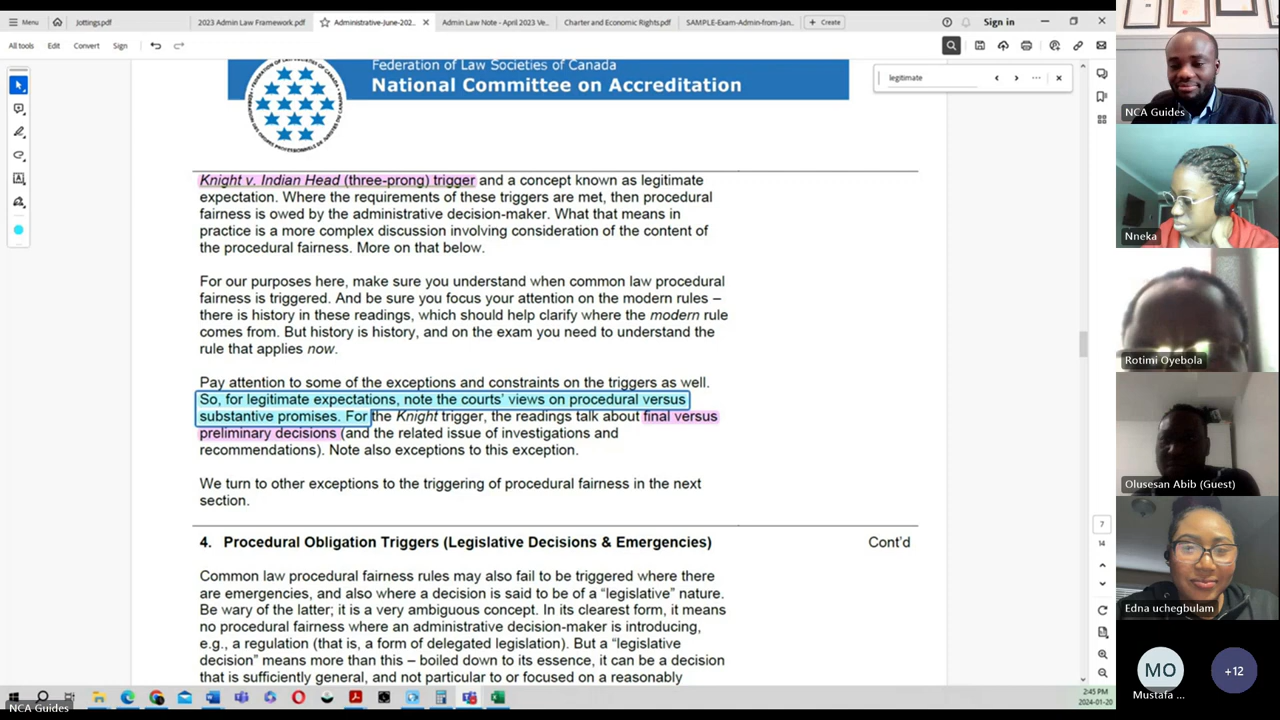 Menu
Jottings.pdf
2023 Admin Law Framework.pdf
Administrative-June-202...
Admin Law Note - April 2023 Ve...
Charter and Economic Rights.pdf
SAMPLE-Exam-Admin-from-Jan...
Create
Sign in
All tools
Edit
Convert
Sign
legitimate
Federation of Law Societies of Canada
National Committee on Accreditation
Knight v. Indian Head (three-prong) trigger and a concept known as legitimate
expectation. Where the requirements of these triggers are met, then procedural
fairness is owed by the administrative decision-maker. What that means in
practice is a more complex discussion involving consideration of the content of
the procedural fairness. More on that below.
For our purposes here, make sure you understand when common law procedural
fairness is triggered. And be sure you focus your attention on the modern rules –
there is history in these readings, which should help clarify where the modern rule
comes from. But history is history, and on the exam you need to understand the
rule that applies now.
Pay attention to some of the exceptions and constraints on the triggers as well.
So, for legitimate expectations, note the courts' views on procedural versus
substantive promises. For the Knight trigger, the readings talk about final versus
preliminary decisions (and the related issue of investigations and
recommendations). Note also exceptions to this exception.
We turn to other exceptions to the triggering of procedural fairness in the next
section.
4. Procedural Obligation Triggers (Legislative Decisions & Emergencies) Cont'd
Common law procedural fairness rules may also fail to be triggered where there
are emergencies, and also where a decision is said to be of a “legislative” nature.
Be wary of the latter; it is a very ambiguous concept. In its clearest form, it means
no procedural fairness where an administrative decision-maker is introducing,
e.g., a regulation (that is, a form of delegated legislation). But a “legislative
decision” means more than this – boiled down to its essence, it can be a decision
that is sufficiently general, and not particular to or focused on a reasonably
7
14
2:45 PM
2024-01-20
NCA Guides
NCA Guides
Nneka
Rotimi Oyebola
Olusesan Abib (Guest)
Edna uchegbulam
MO
Mustafa ...
+12